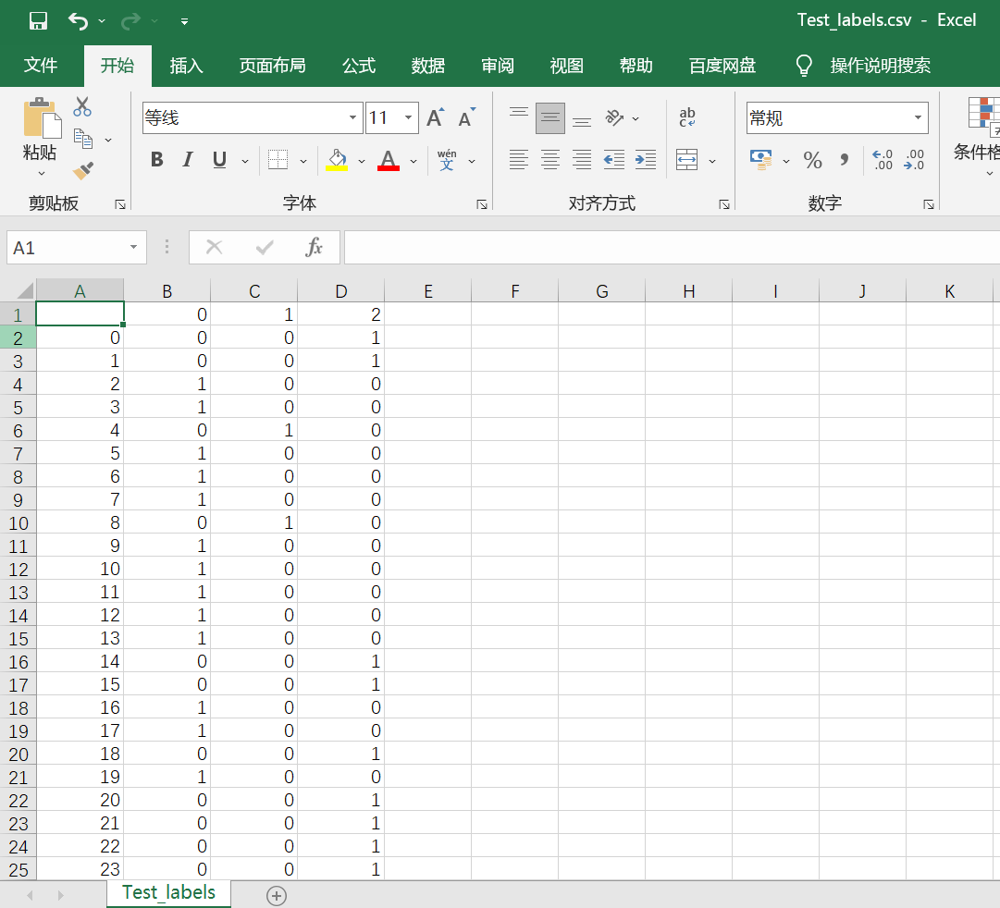 Test_labels.csv - Excel
文件 开始 插入 页面布局 公式 数据 审阅 视图 帮助 百度网盘 操作说明搜索
粘贴 等线 11 A A ab c 常规 条件格
B I U A wén 文 % , .0 .00 .00 .0
剪贴板 字体 对齐方式 数字
A1 fx
A B C D E F G H I J K
1 0 1 2
2 0 0 0 1
3 1 0 0 1
4 2 1 0 0
5 3 1 0 0
6 4 0 1 0
7 5 1 0 0
8 6 1 0 0
9 7 1 0 0
10 8 0 1 0
11 9 1 0 0
12 10 1 0 0
13 11 1 0 0
14 12 1 0 0
15 13 1 0 0
16 14 0 0 1
17 15 0 0 1
18 16 1 0 0
19 17 1 0 0
20 18 0 0 1
21 19 1 0 0
22 20 0 0 1
23 21 0 0 1
24 22 0 0 1
25 23 0 0 1
Test_labels